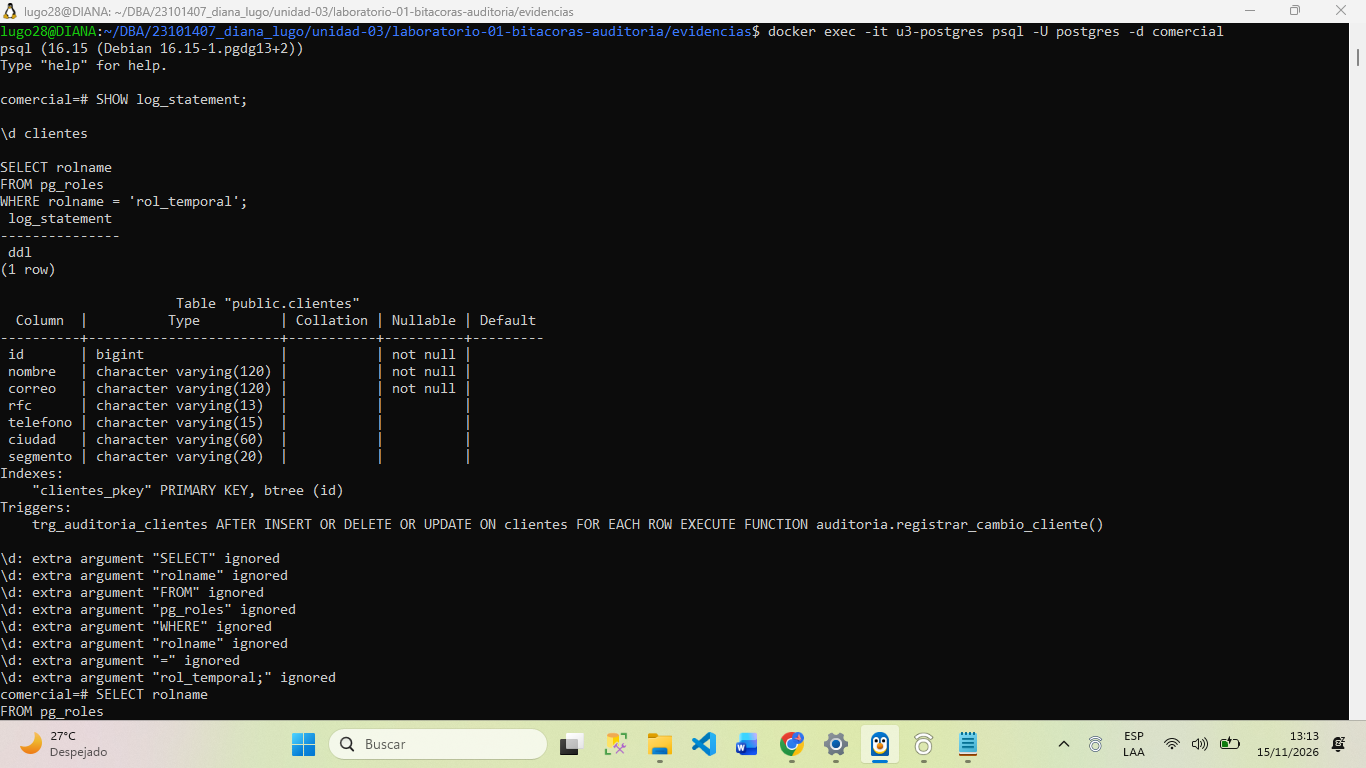 lugo28@DIANA: ~/DBA/23101407_diana_lugo/unidad-03/laboratorio-01-bitacoras-auditoria/evidencias
lugo28@DIANA:~/DBA/23101407_diana_lugo/unidad-03/laboratorio-01-bitacoras-auditoria/evidencias$ docker exec -it u3-postgres psql -U postgres -d comercial
psql (16.15 (Debian 16.15-1.pgdg13+2))
Type "help" for help.

comercial=# SHOW log_statement;

\d clientes

SELECT rolname
FROM pg_roles
WHERE rolname = 'rol_temporal';
 log_statement
---------------
 ddl
(1 row)

                      Table "public.clientes"
  Column  |          Type          | Collation | Nullable | Default
----------+------------------------+-----------+----------+---------
 id       | bigint                 |           | not null |
 nombre   | character varying(120) |           | not null |
 correo   | character varying(120) |           | not null |
 rfc      | character varying(13)  |           |          |
 telefono | character varying(15)  |           |          |
 ciudad   | character varying(60)  |           |          |
 segmento | character varying(20)  |           |          |
Indexes:
    "clientes_pkey" PRIMARY KEY, btree (id)
Triggers:
    trg_auditoria_clientes AFTER INSERT OR DELETE OR UPDATE ON clientes FOR EACH ROW EXECUTE FUNCTION auditoria.registrar_cambio_cliente()

\d: extra argument "SELECT" ignored
\d: extra argument "rolname" ignored
\d: extra argument "FROM" ignored
\d: extra argument "pg_roles" ignored
\d: extra argument "WHERE" ignored
\d: extra argument "rolname" ignored
\d: extra argument "=" ignored
\d: extra argument "rol_temporal;" ignored
comercial=# SELECT rolname
FROM pg_roles
27°C
Despejado
Buscar
ESP
LAA
13:13
15/11/2026